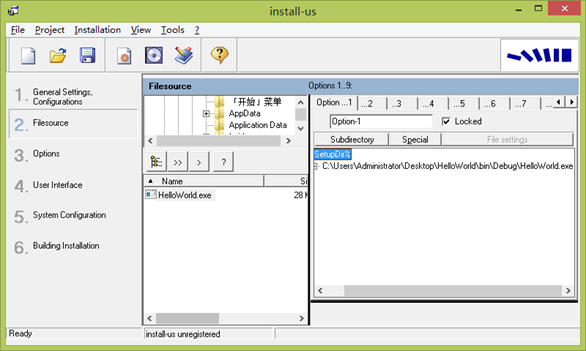 install-us
File Project Installation View Tools ?
1. General Settings, Configurations
2. Filesource
3. Options
4. User Interface
5. System Configuration
6. Building Installation
Filesource
「开始」菜单
AppData
Application Data
>> > ?
Name Si
HelloWorld.exe 28 K
Options 1..9:
Option ...1 ...2 ...3 ...4 ...5 ...6 ...7
Option-1 Locked
Subdirectory Special File settings
SetupDir%
C:\Users\Administrator\Desktop\HelloWorld\bin\Debug\HelloWorld.exe
Ready install-us unregistered